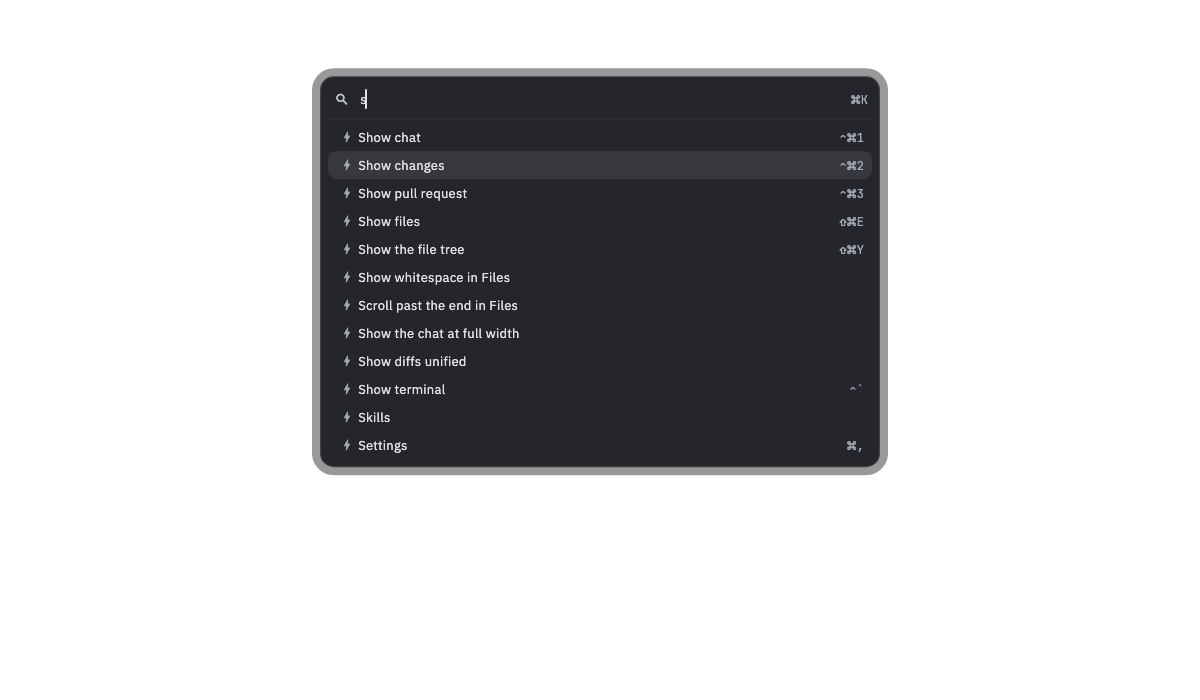 s ⌘K
Show chat ⌃⌘1
Show changes ⌃⌘2
Show pull request ⌃⌘3
Show files ⇧⌘E
Show the file tree ⇧⌘Y
Show whitespace in Files
Scroll past the end in Files
Show the chat at full width
Show diffs unified
Show terminal ⌃`
Skills
Settings ⌘,